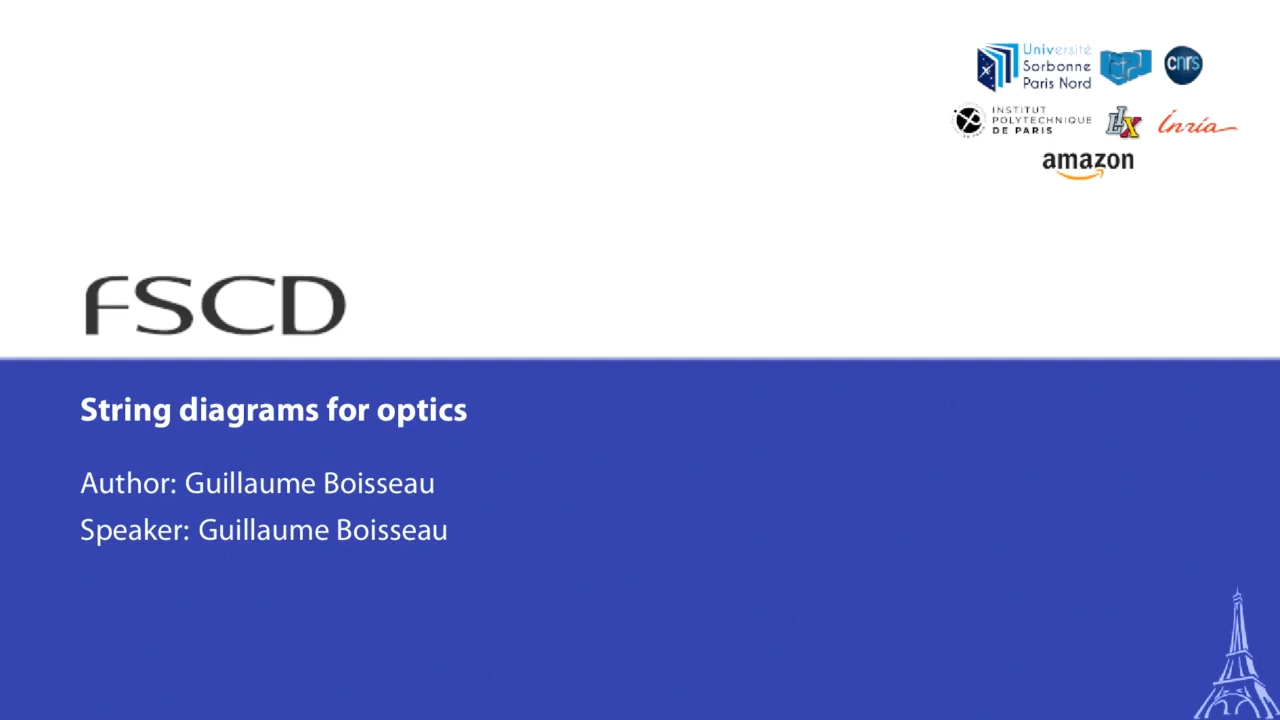 Université
Sorbonne
Paris Nord
cnrs
INSTITUT
POLYTECHNIQUE
DE PARIS
Inria
amazon
FSCD
String diagrams for optics
Author: Guillaume Boisseau
Speaker: Guillaume Boisseau